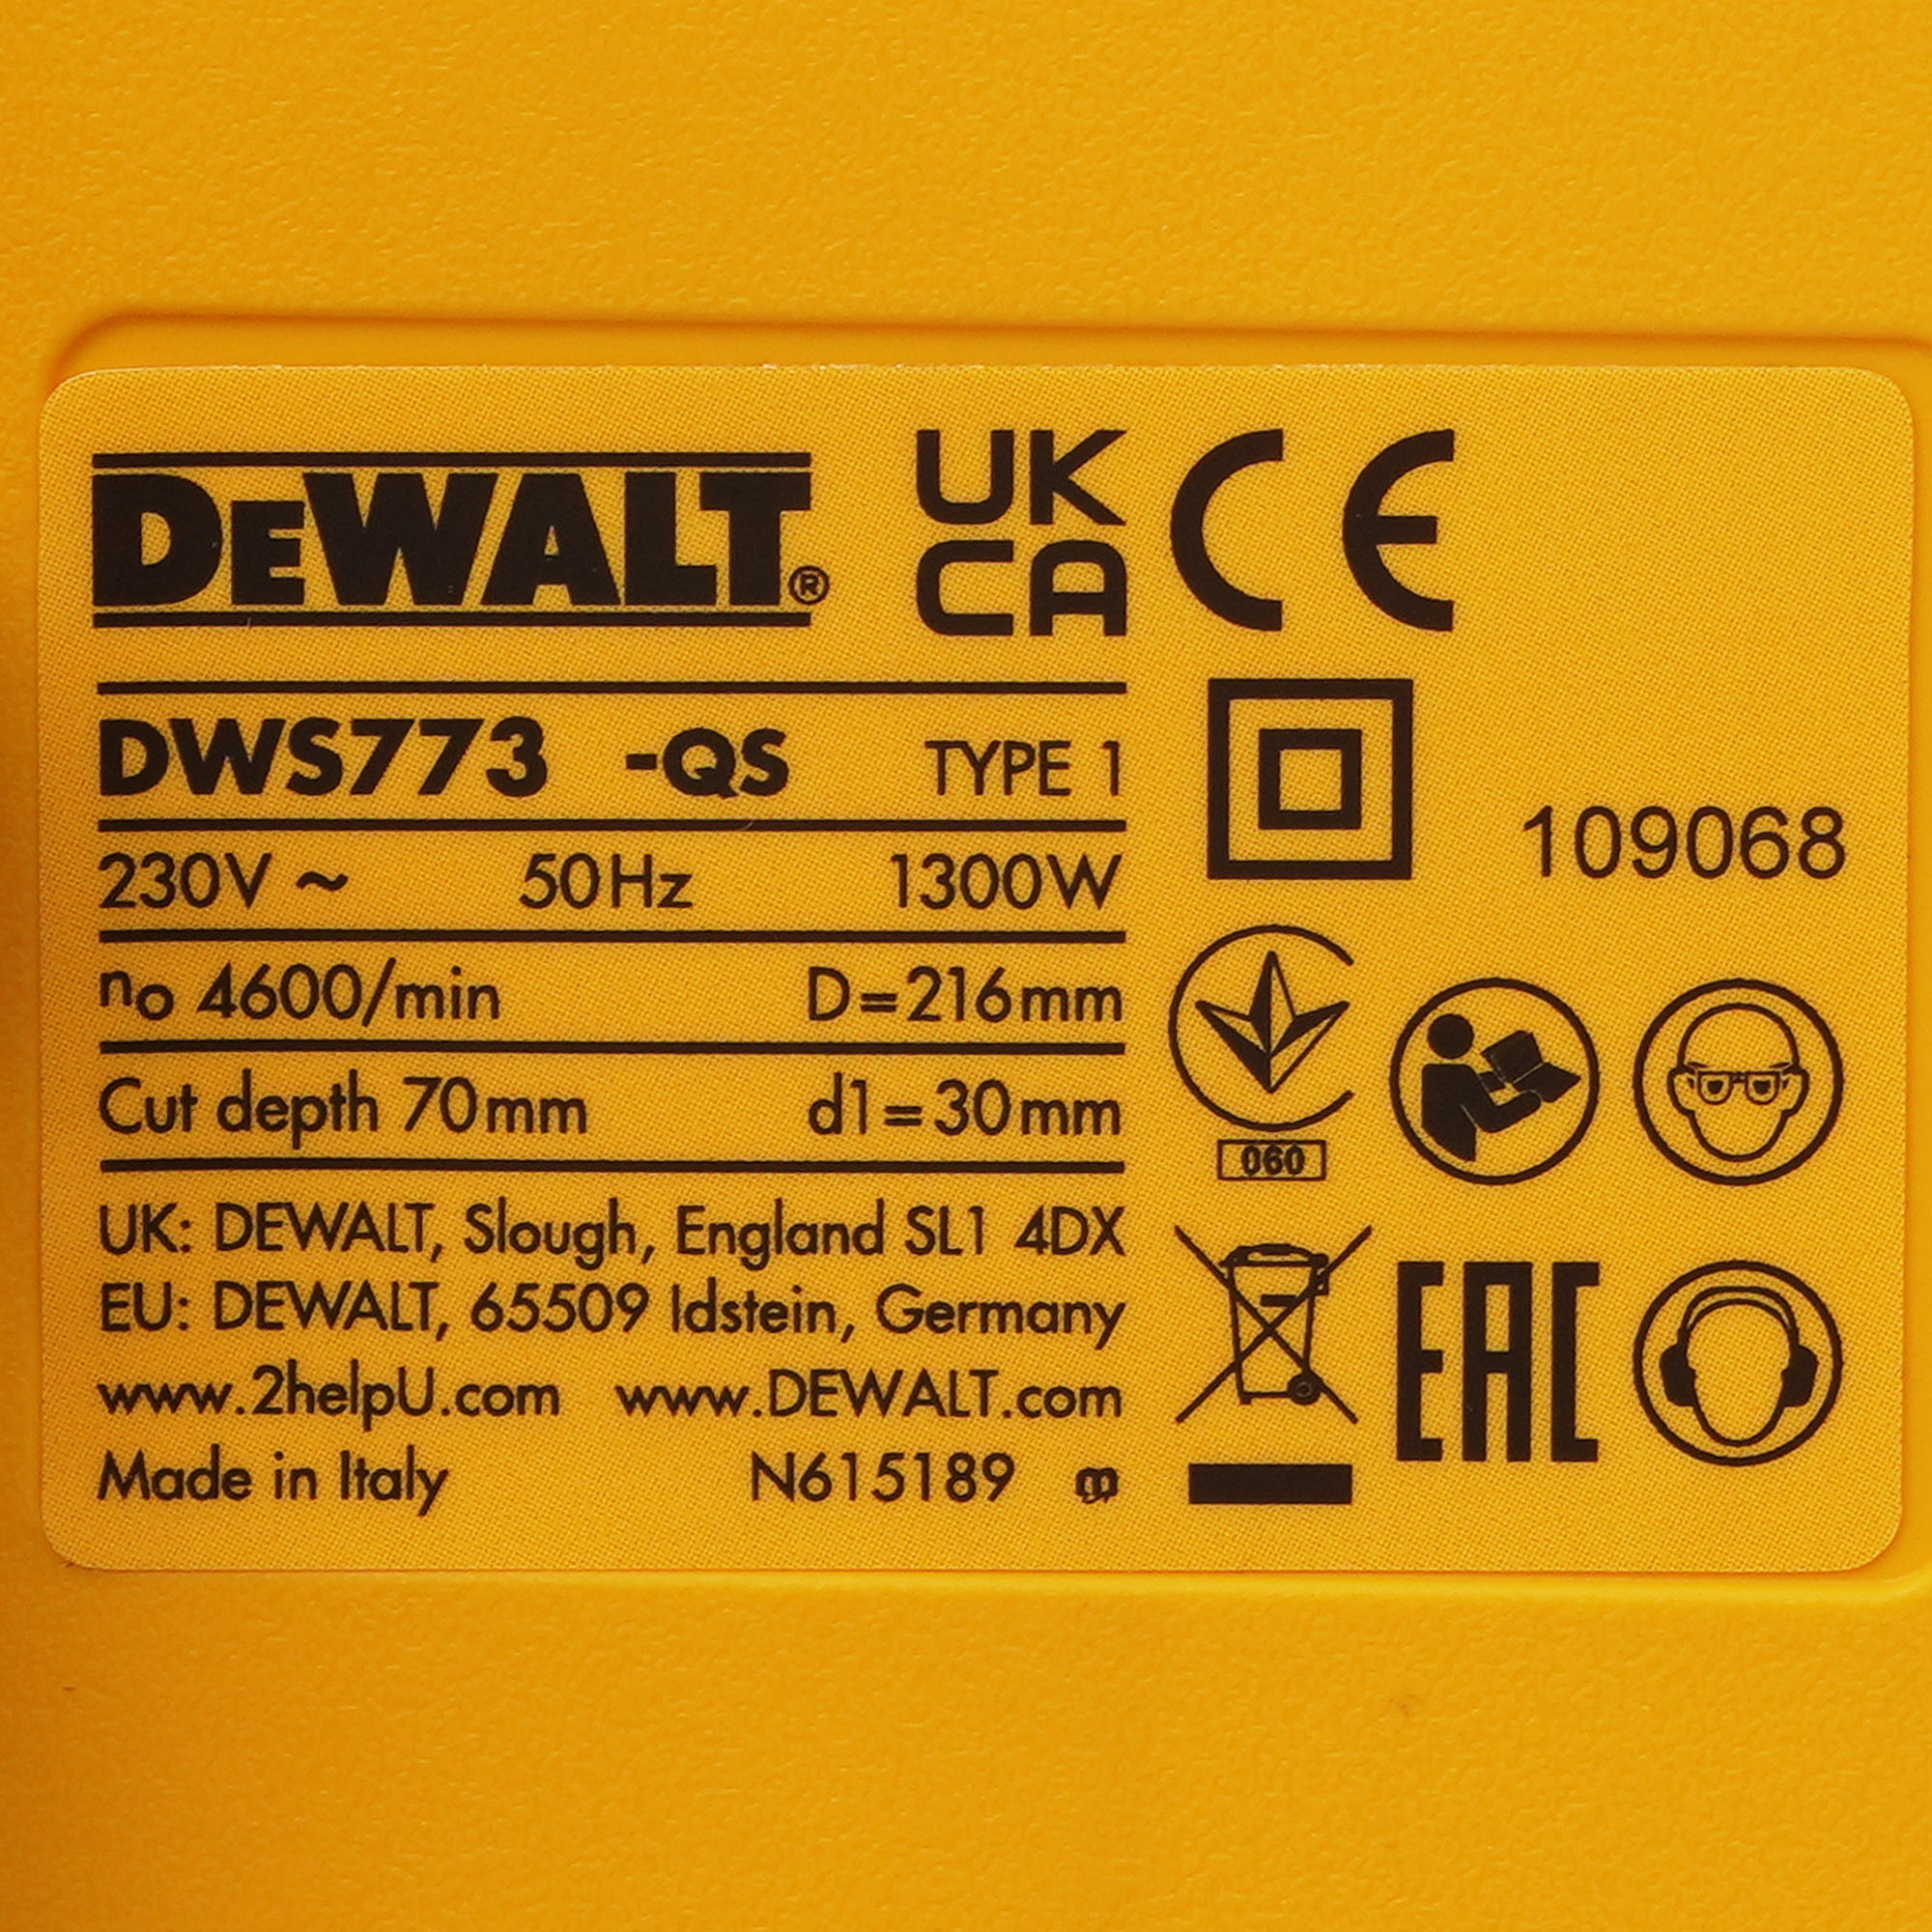 DEWALT®
UK
CA
CE
DWS773 -QS TYPE 1
230V ~ 50Hz 1300W
109068
no 4600/min D=216mm
Cut depth 70mm d1=30mm
060
UK: DEWALT, Slough, England SL1 4DX
EU: DEWALT, 65509 Idstein, Germany
www.2helpU.com www.DEWALT.com
EAC
Made in Italy N615189